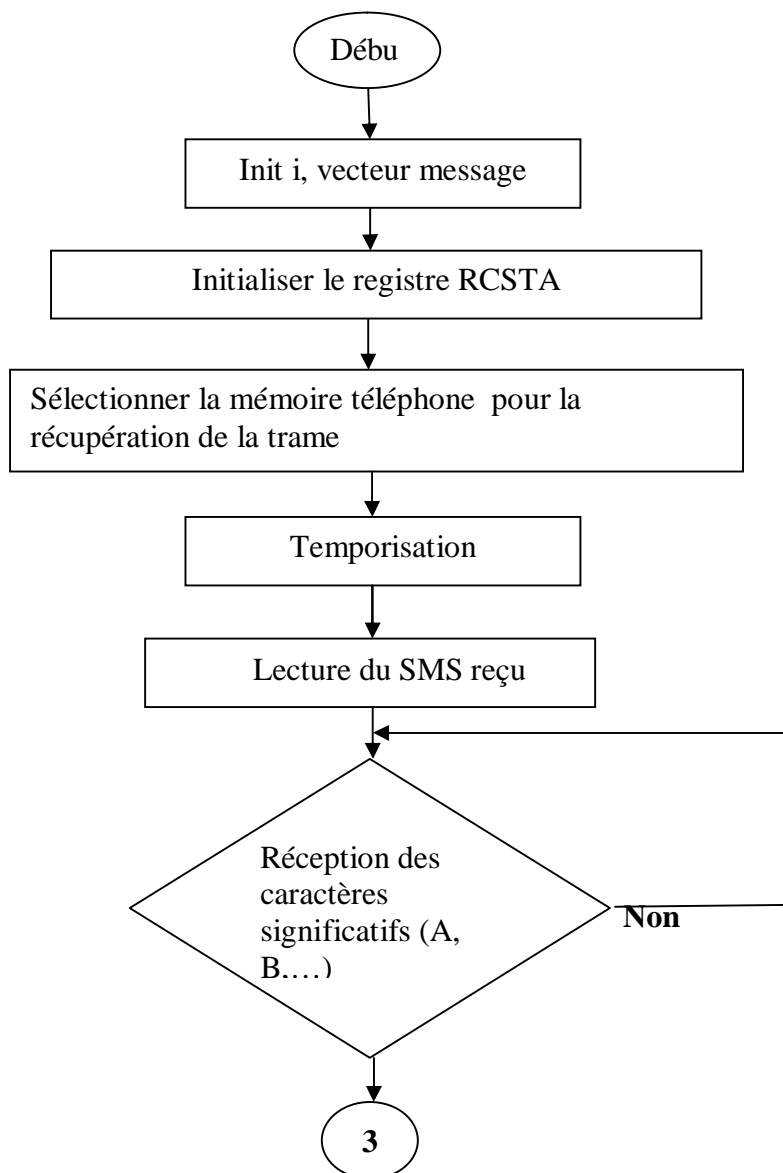 Débu
Init i, vecteur message
Initialiser le registre RCSTA
Sélectionner la mémoire téléphone pour la
récupération de la trame
Temporisation
Lecture du SMS reçu
Réception des
caractères
significatifs (A,
B,…)
Non
3